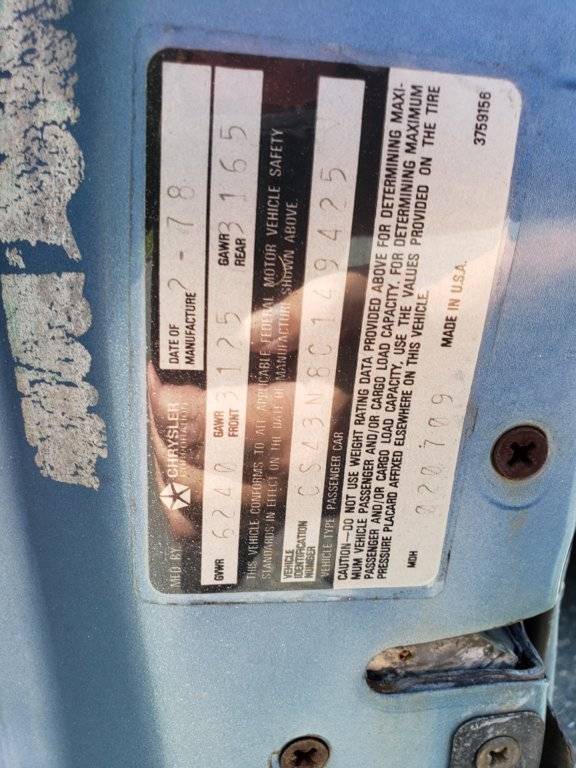 MFD BY CHRYSLER CORPORATION
DATE OF MANUFACTURE 2-78
GVWR 6240 GAWR FRONT 3125 GAWR REAR 3165
THIS VEHICLE CONFORMS TO ALL APPLICABLE FEDERAL MOTOR VEHICLE SAFETY
STANDARDS IN EFFECT ON THE DATE OF MANUFACTURE SHOWN ABOVE.
VEHICLE IDENTIFICATION NUMBER CS43N8C149425
VEHICLE TYPE PASSENGER CAR
CAUTION—DO NOT USE WEIGHT RATING DATA PROVIDED ABOVE FOR DETERMINING MAXI-
MUM VEHICLE PASSENGER AND/OR CARGO LOAD CAPACITY. FOR DETERMINING MAXIMUM
PASSENGER AND/OR CARGO LOAD CAPACITY, USE THE VALUES PROVIDED ON THE TIRE
PRESSURE PLACARD AFFIXED ELSEWHERE ON THIS VEHICLE.
MDH 020709 MADE IN U.S.A.
3759156